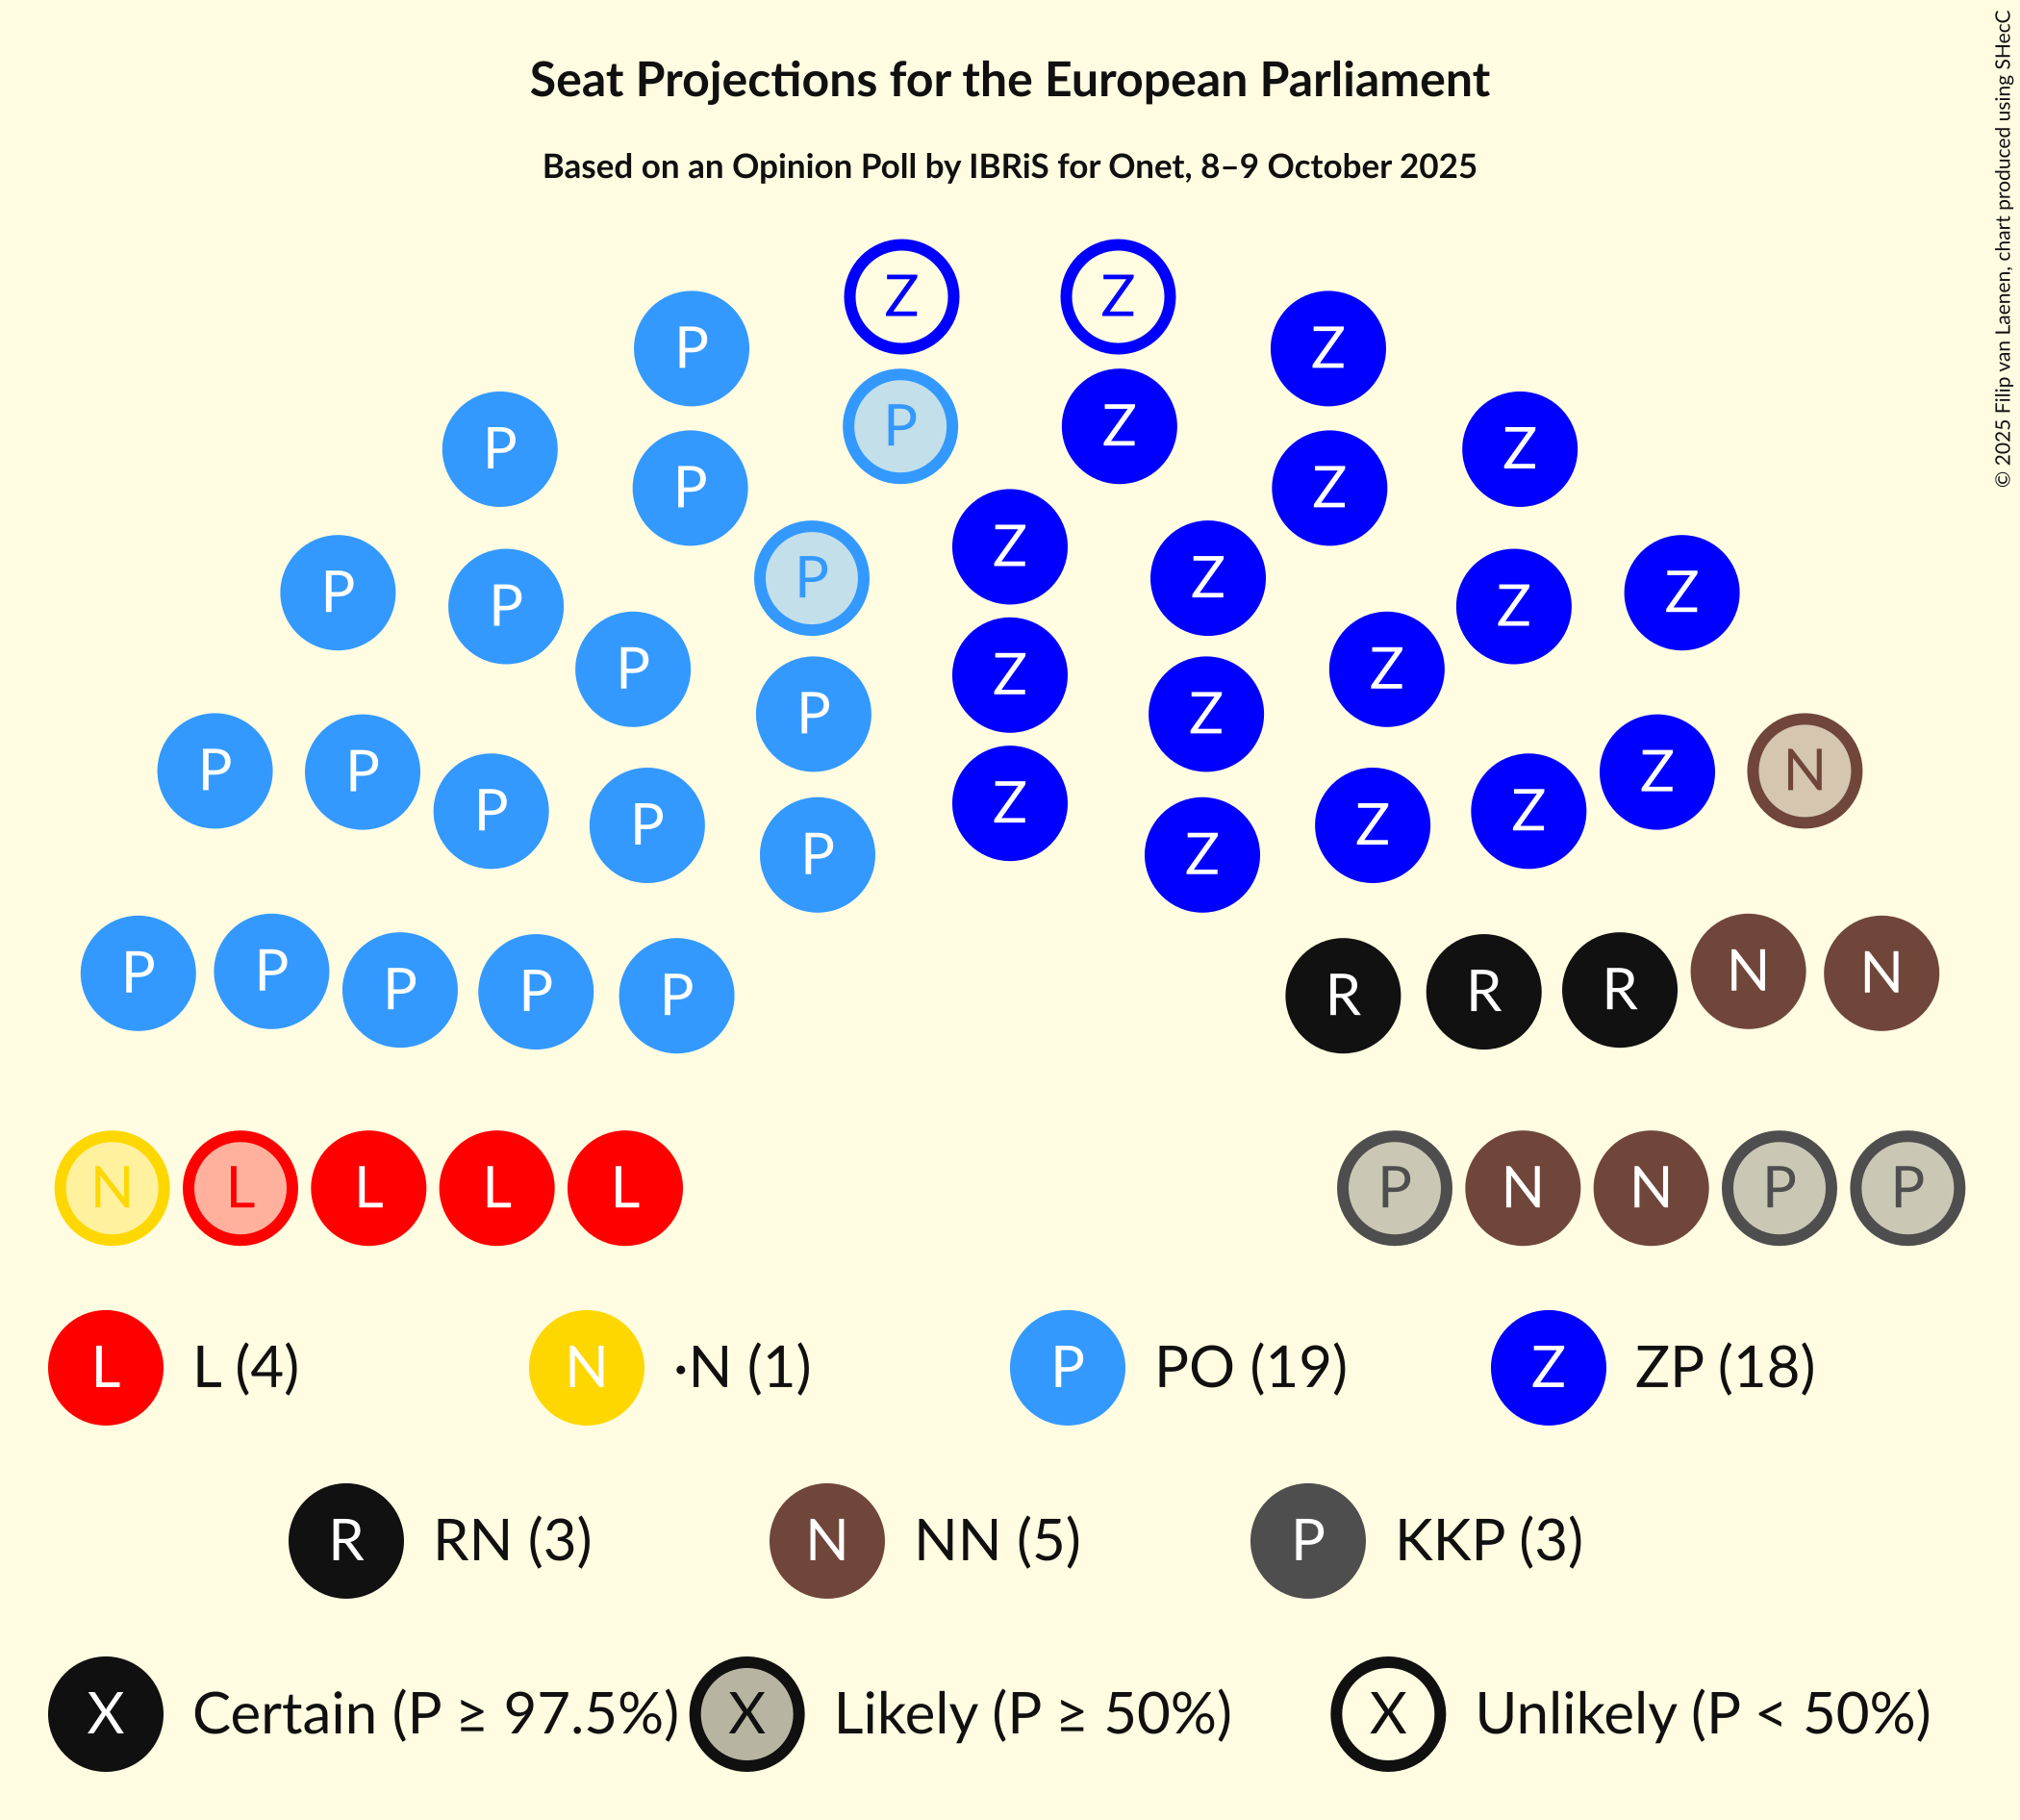 Seat Projections for the European Parliament
Based on an Opinion Poll by IBRiS for Onet, 8–9 October 2025
© 2025 Filip van Laenen, chart produced using SHecC
Z Z
P Z
P Z
P Z
P Z
P Z
P Z
Z
P Z
P Z
Z
P Z
P Z
P N
P Z
Z
P Z
P Z
P Z
P P N N
P P P R R R
N L L L L P N N P P
L L (4) N ·N (1) P PO (19) Z ZP (18)
R RN (3) N NN (5) P KKP (3)
X Certain (P ≥ 97.5%) X Likely (P ≥ 50%) X Unlikely (P < 50%)